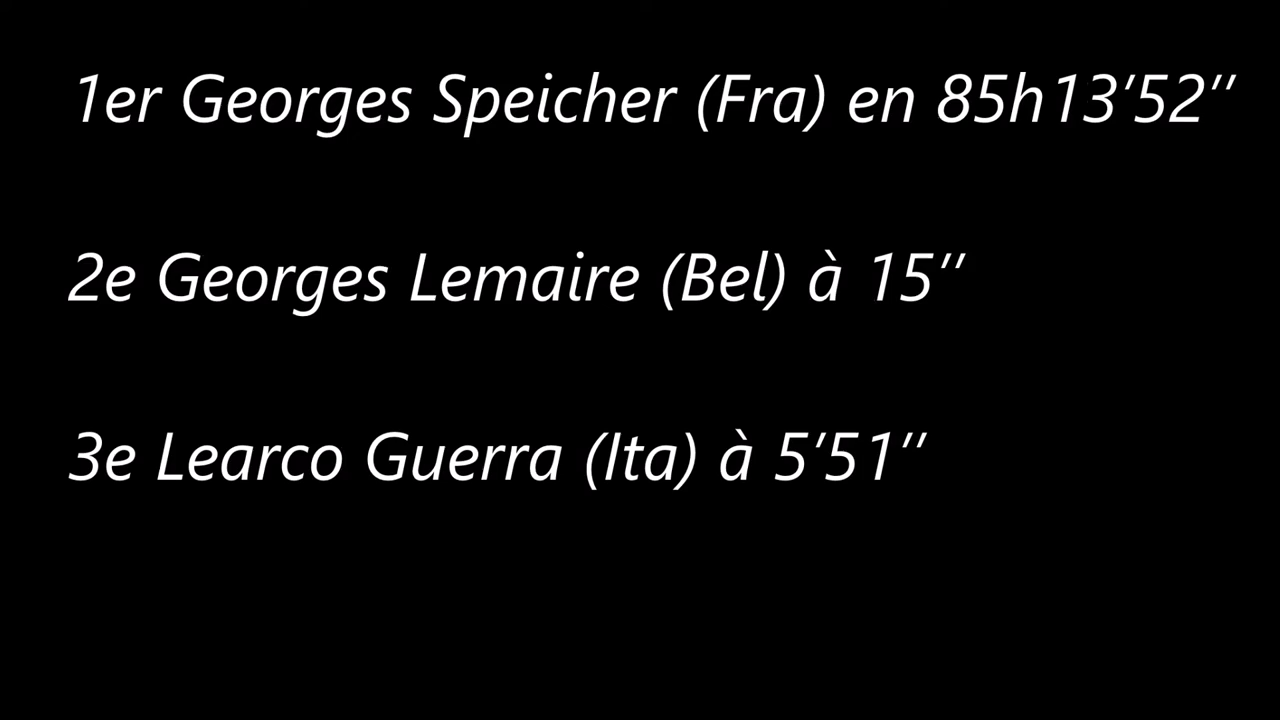 1er Georges Speicher (Fra) en 85h13’52’’
2e Georges Lemaire (Bel) à 15’’
3e Learco Guerra (Ita) à 5’51’’